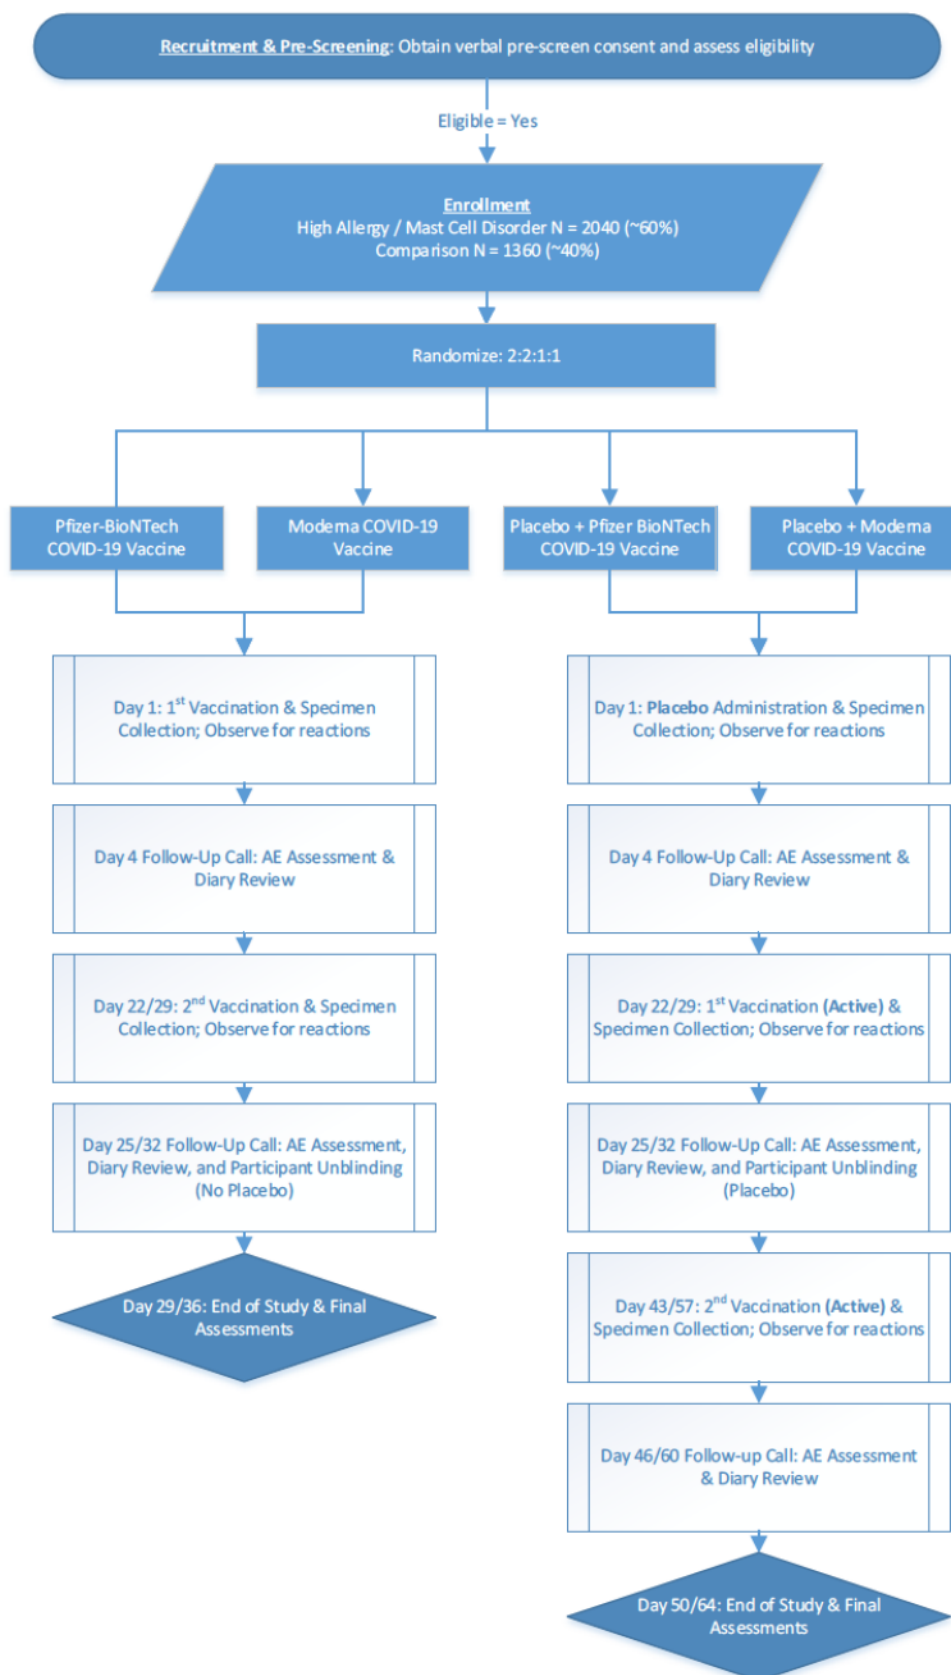 Recruitment & Pre-Screening: Obtain verbal pre-screen consent and assess eligibility
Eligible = Yes
Enrollment
High Allergy / Mast Cell Disorder N = 2040 (~60%)
Comparison N = 1360 (~40%)
Randomize: 2:2:1:1
Pfizer-BioNTech
COVID-19 Vaccine
Moderna COVID-19
Vaccine
Placebo + Pfizer BioNTech
COVID-19 Vaccine
Placebo + Moderna
COVID-19 Vaccine
Day 1: 1st Vaccination & Specimen
Collection; Observe for reactions
Day 4 Follow-Up Call: AE Assessment &
Diary Review
Day 22/29: 2nd Vaccination & Specimen
Collection; Observe for reactions
Day 25/32 Follow-Up Call: AE Assessment,
Diary Review, and Participant Unblinding
(No Placebo)
Day 29/36: End of Study & Final
Assessments
Day 1: Placebo Administration & Specimen
Collection; Observe for reactions
Day 4 Follow-Up Call: AE Assessment &
Diary Review
Day 22/29: 1st Vaccination (Active) &
Specimen Collection; Observe for reactions
Day 25/32 Follow-Up Call: AE Assessment,
Diary Review, and Participant Unblinding
(Placebo)
Day 43/57: 2nd Vaccination (Active) &
Specimen Collection; Observe for reactions
Day 46/60 Follow-up Call: AE Assessment
& Diary Review
Day 50/64: End of Study & Final
Assessments